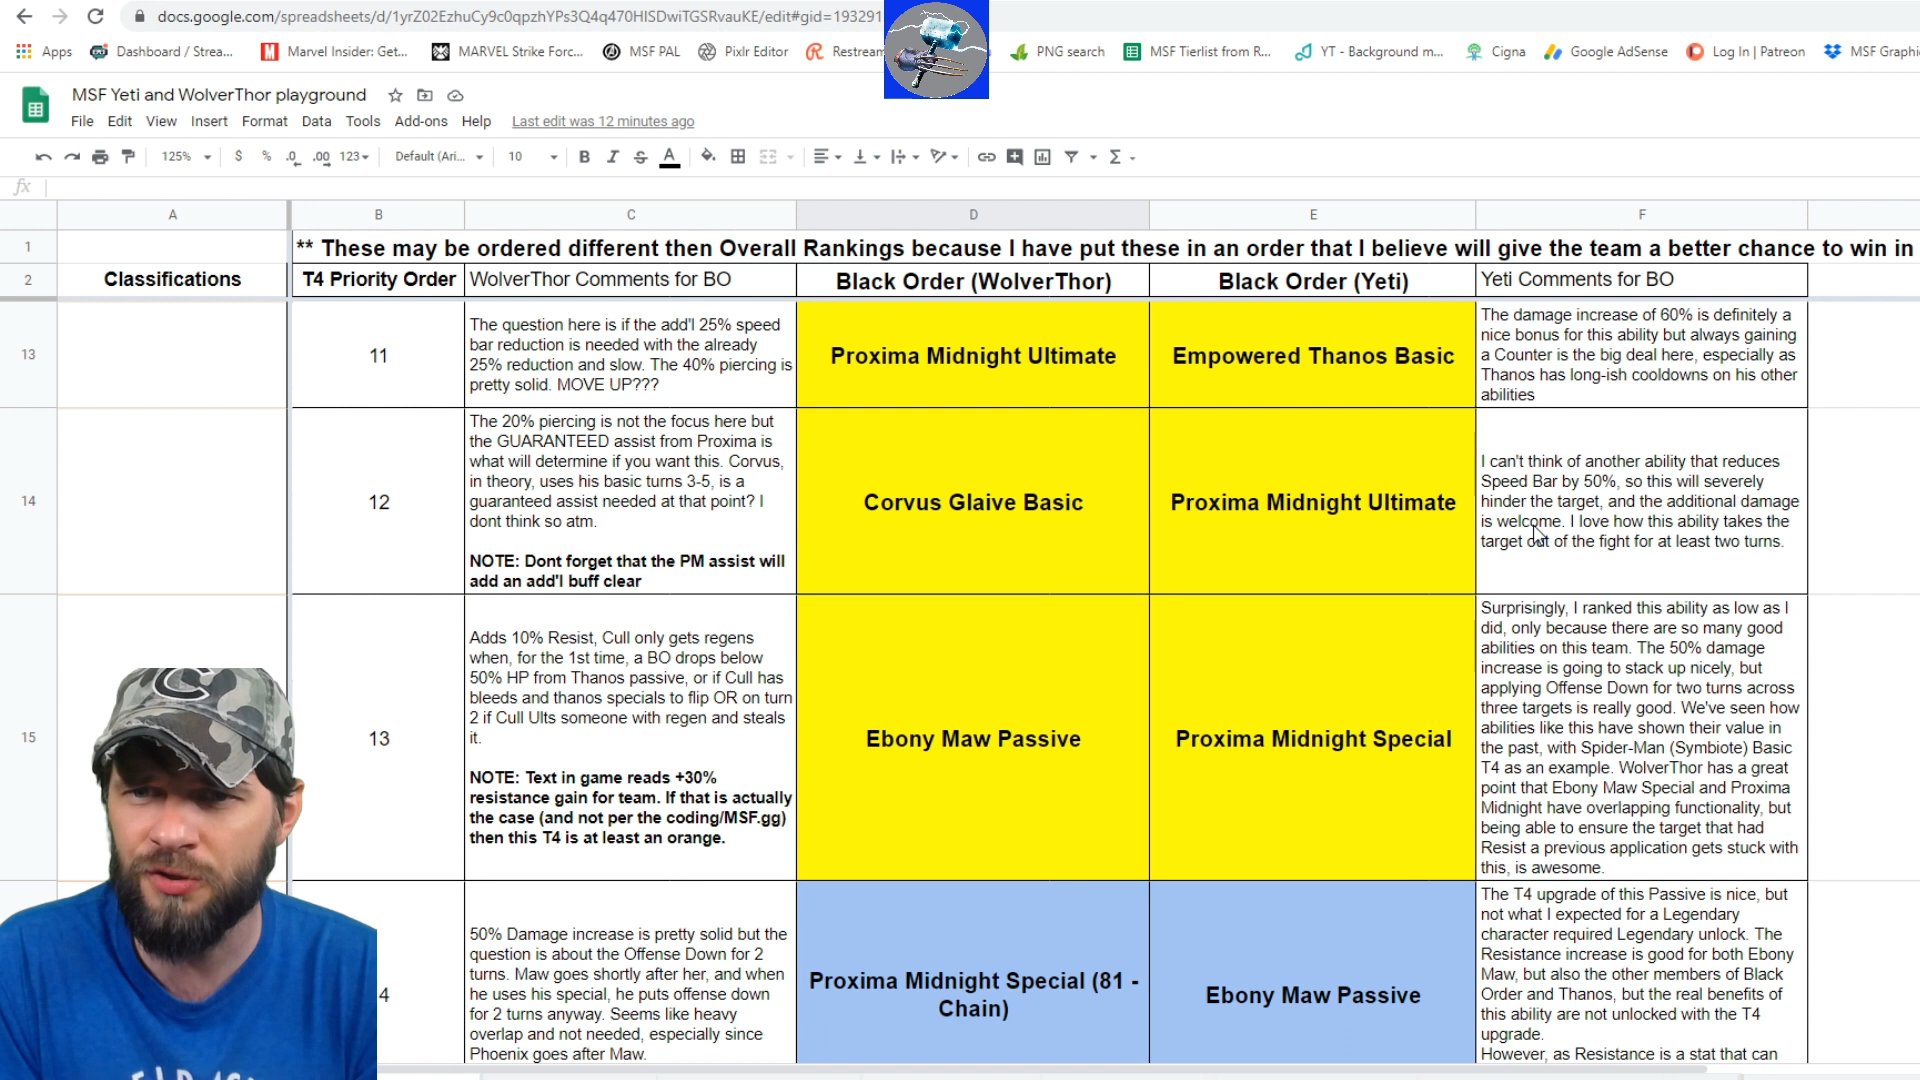 docs.google.com/spreadsheets/d/1yrZ02EzhuCy9c0qpzhYPs3Q4q470HISDwiTGSRvauKE/edit#gid=193291
Apps Dashboard / Strea... Marvel Insider: Get... MARVEL Strike Forc... MSF PAL Pixlr Editor Restream PNG search MSF Tierlist from R... YT - Background m... Cigna Google AdSense Log In | Patreon MSF Graphi
MSF Yeti and WolverThor playground
File Edit View Insert Format Data Tools Add-ons Help Last edit was 12 minutes ago
125% $ % .0 .00 123 Default (Ari... 10 B I S A
fx
A B C D E F
1 ** These may be ordered different then Overall Rankings because I have put these in an order that I believe will give the team a better chance to win in
2 Classifications T4 Priority Order WolverThor Comments for BO Black Order (WolverThor) Black Order (Yeti) Yeti Comments for BO
13
11
The question here is if the add'l 25% speed
bar reduction is needed with the already
25% reduction and slow. The 40% piercing is
pretty solid. MOVE UP???
Proxima Midnight Ultimate
Empowered Thanos Basic
The damage increase of 60% is definitely a
nice bonus for this ability but always gaining
a Counter is the big deal here, especially as
Thanos has long-ish cooldowns on his other
abilities
14
12
The 20% piercing is not the focus here but
the GUARANTEED assist from Proxima is
what will determine if you want this. Corvus,
in theory, uses his basic turns 3-5, is a
guaranteed assist needed at that point? I
dont think so atm.
NOTE: Dont forget that the PM assist will
add an add'l buff clear
Corvus Glaive Basic
Proxima Midnight Ultimate
I can't think of another ability that reduces
Speed Bar by 50%, so this will severely
hinder the target, and the additional damage
is welcome. I love how this ability takes the
target out of the fight for at least two turns.
15
13
Adds 10% Resist, Cull only gets regens
when, for the 1st time, a BO drops below
50% HP from Thanos passive, or if Cull has
bleeds and thanos specials to flip OR on turn
2 if Cull Ults someone with regen and steals
it.
NOTE: Text in game reads +30%
resistance gain for team. If that is actually
the case (and not per the coding/MSF.gg)
then this T4 is at least an orange.
Ebony Maw Passive
Proxima Midnight Special
Surprisingly, I ranked this ability as low as I
did, only because there are so many good
abilities on this team. The 50% damage
increase is going to stack up nicely, but
applying Offense Down for two turns across
three targets is really good. We've seen how
abilities like this have shown their value in
the past, with Spider-Man (Symbiote) Basic
T4 as an example. WolverThor has a great
point that Ebony Maw Special and Proxima
Midnight have overlapping functionality, but
being able to ensure the target that had
Resist a previous application gets stuck with
this, is awesome.
4
50% Damage increase is pretty solid but the
question is about the Offense Down for 2
turns. Maw goes shortly after her, and when
he uses his special, he puts offense down
for 2 turns anyway. Seems like heavy
overlap and not needed, especially since
Phoenix goes after Maw.
Proxima Midnight Special (81 -
Chain)
Ebony Maw Passive
The T4 upgrade of this Passive is nice, but
not what I expected for a Legendary
character required Legendary unlock. The
Resistance increase is good for both Ebony
Maw, but also the other members of Black
Order and Thanos, but the real benefits of
this ability are not unlocked with the T4
upgrade.
However, as Resistance is a stat that can
C